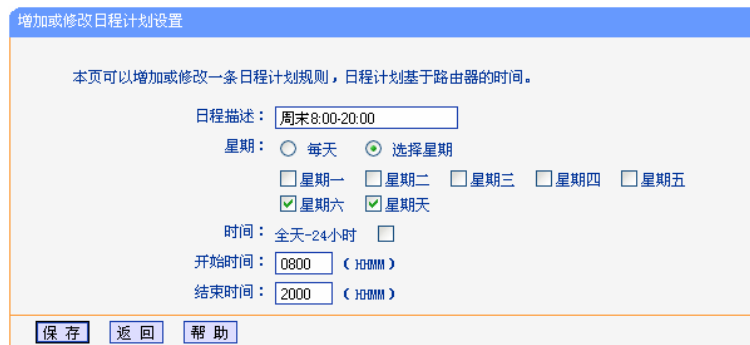 增加或修改日程计划设置
本页可以增加或修改一条日程计划规则，日程计划基于路由器的时间。
日程描述： 周末8:00-20:00
星期： 每天 选择星期
星期一 星期二 星期三 星期四 星期五
星期六 星期天
时间： 全天-24小时
开始时间： 0800 （HHMM）
结束时间： 2000 （HHMM）
保存 返回 帮助